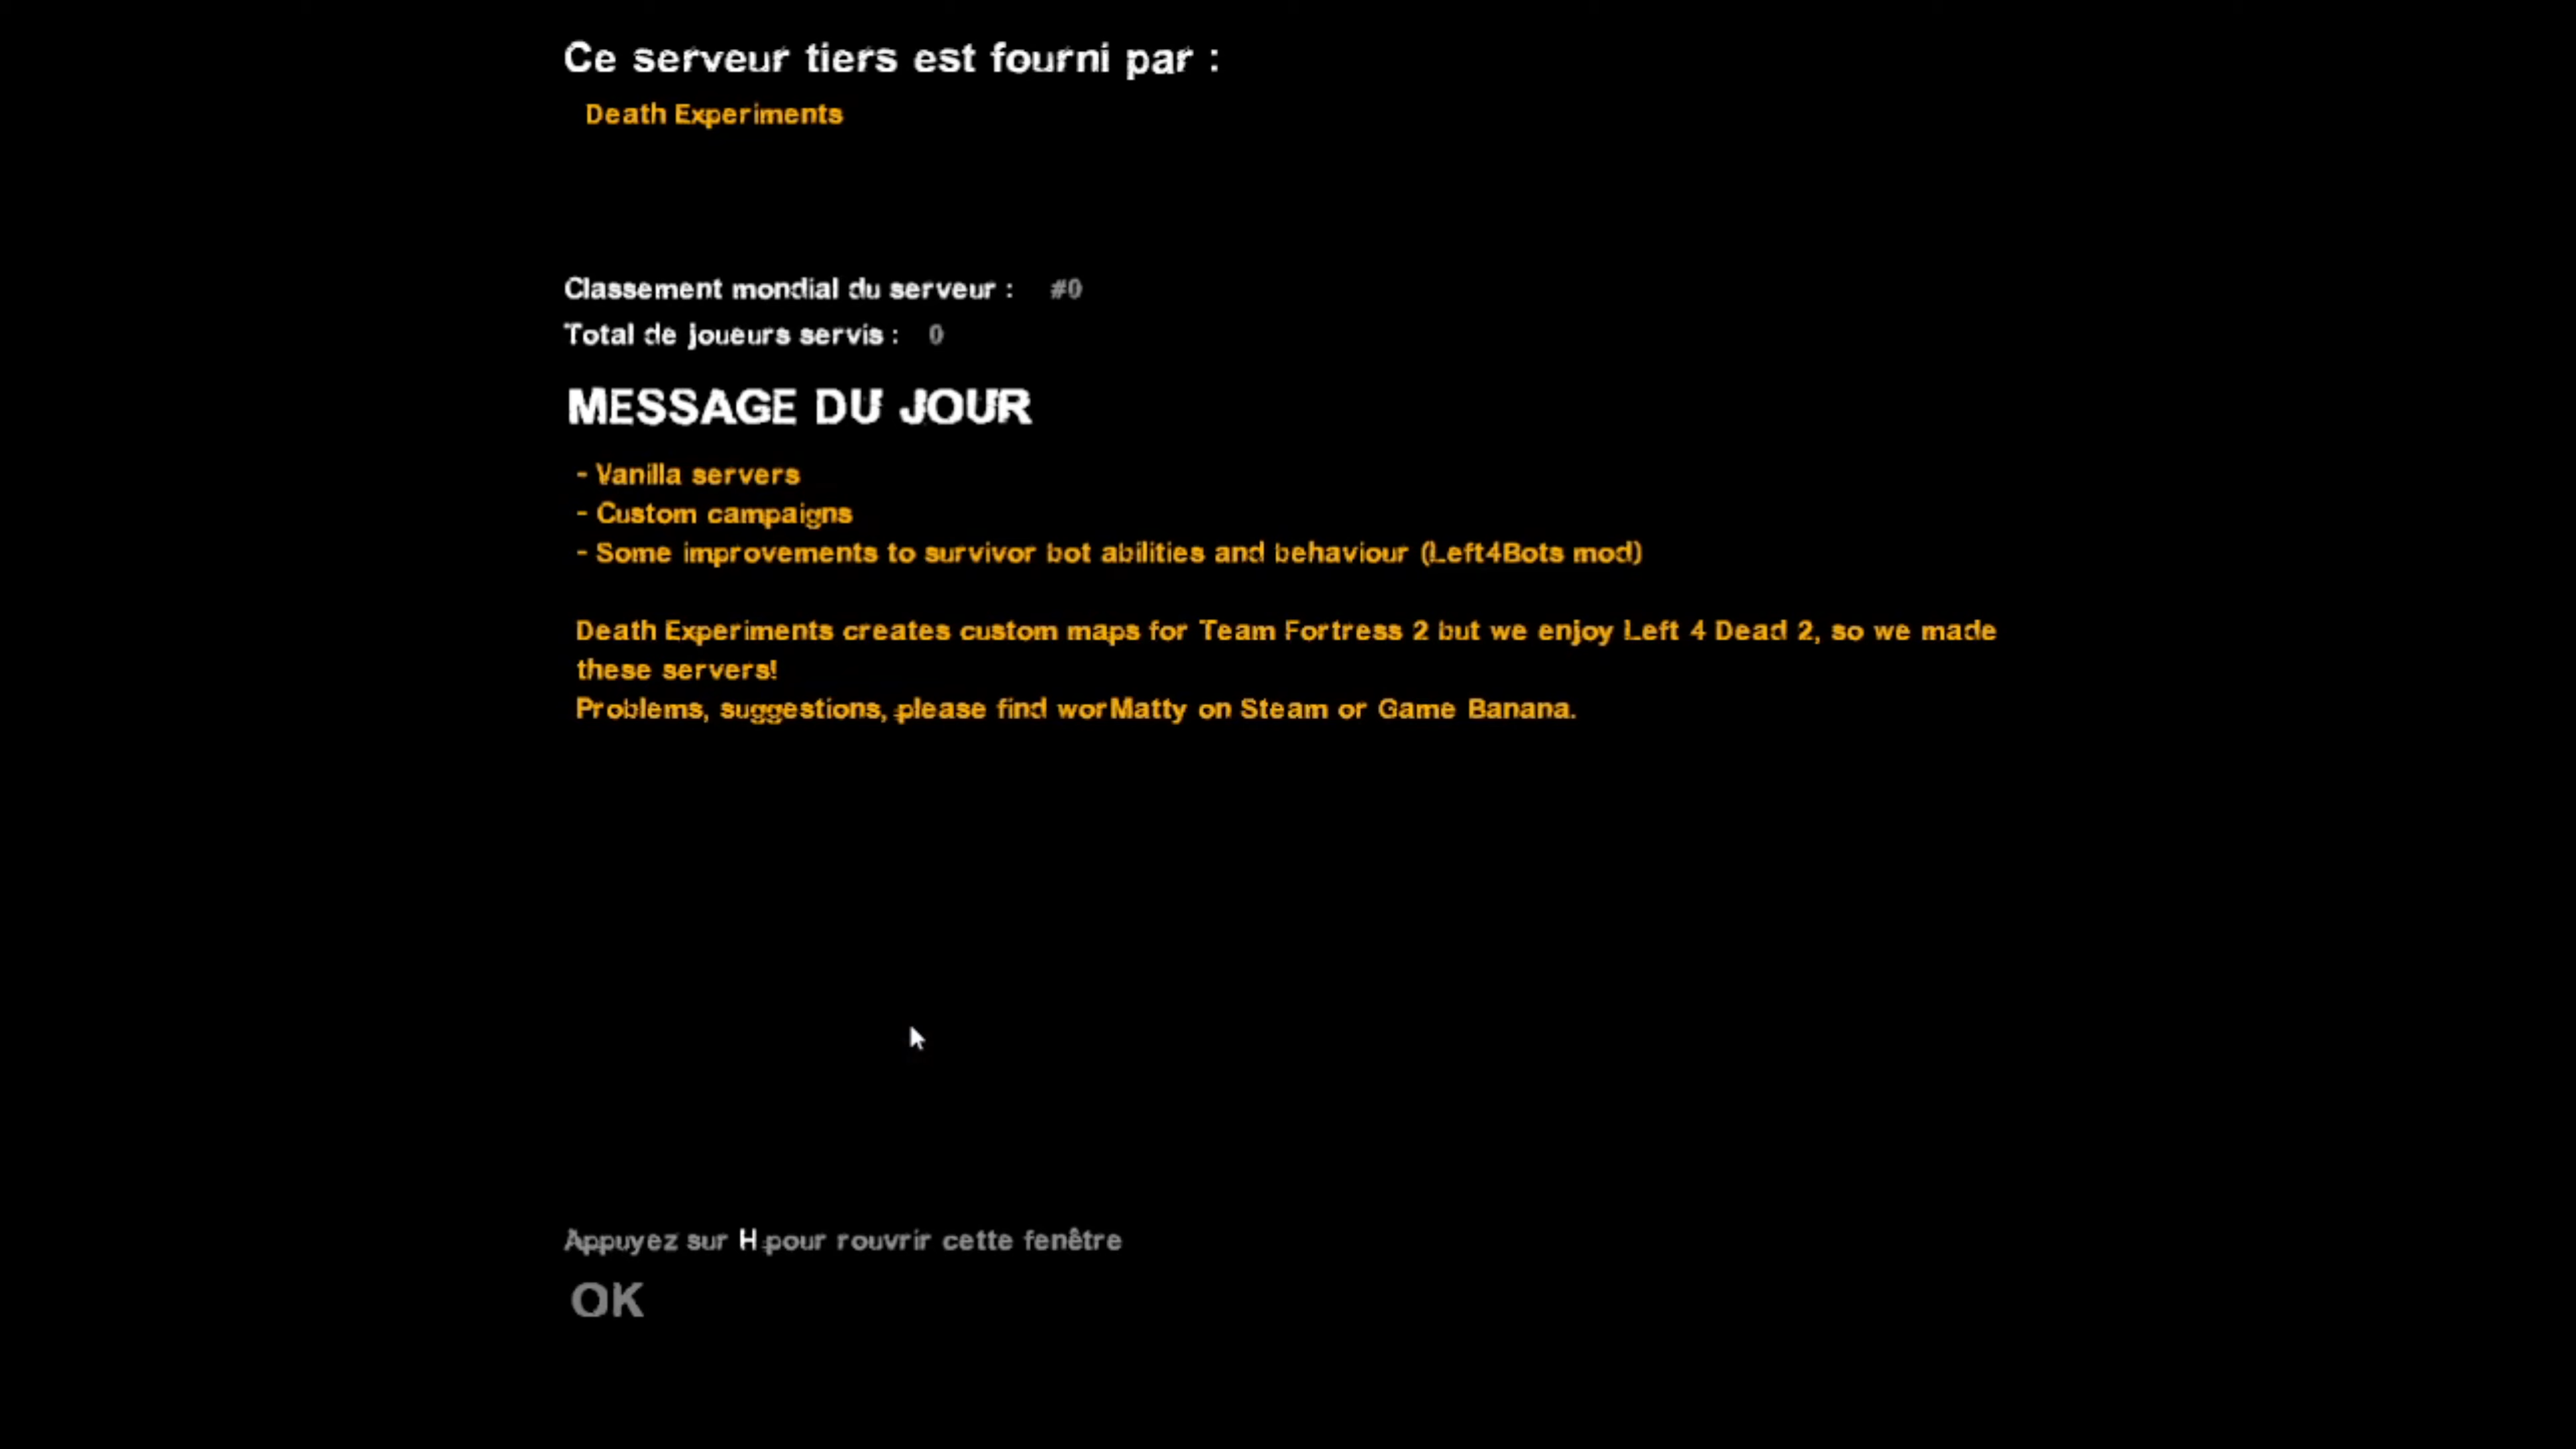 Ce serveur tiers est fourni par :
Death Experiments
Classement mondial du serveur : #0
Total de joueurs servis : 0
MESSAGE DU JOUR
- Vanilla servers
- Custom campaigns
- Some improvements to survivor bot abilities and behaviour (Left4Bots mod)
Death Experiments creates custom maps for Team Fortress 2 but we enjoy Left 4 Dead 2, so we made
these servers!
Problems, suggestions, please find worMatty on Steam or Game Banana.
Appuyez sur H pour rouvrir cette fenêtre
OK